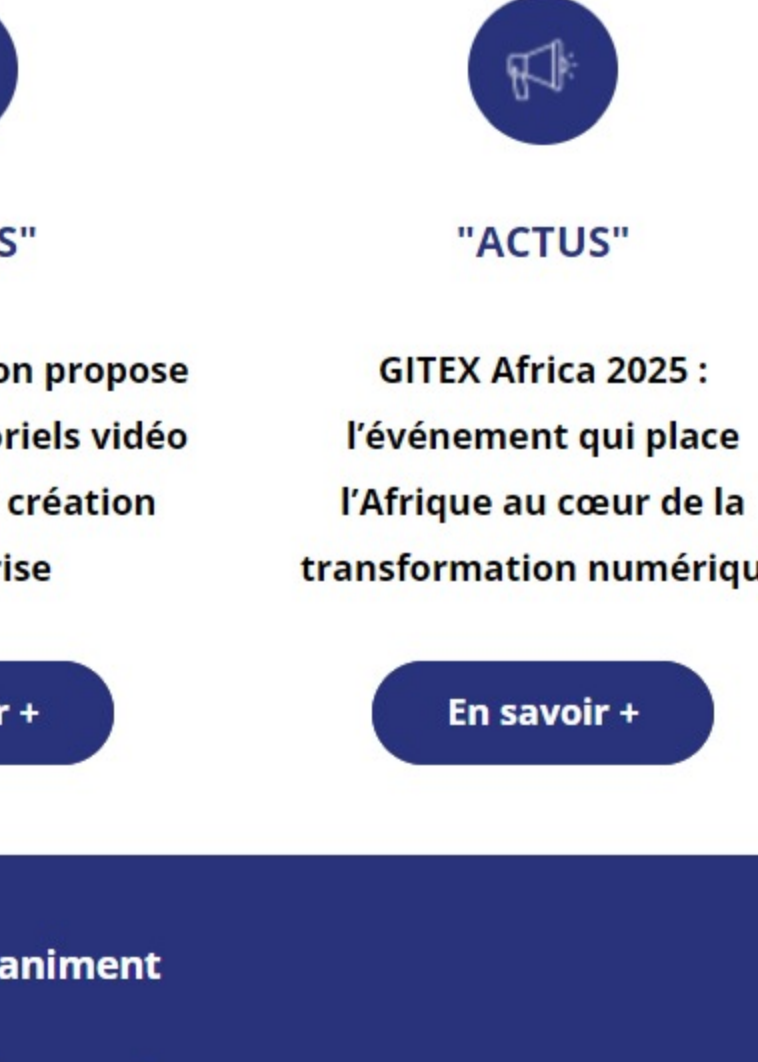 S"
on propose
oriels vidéo
création
rise
r +
"ACTUS"
GITEX Africa 2025 :
l’événement qui place
l’Afrique au cœur de la
transformation numériqu
En savoir +
animent